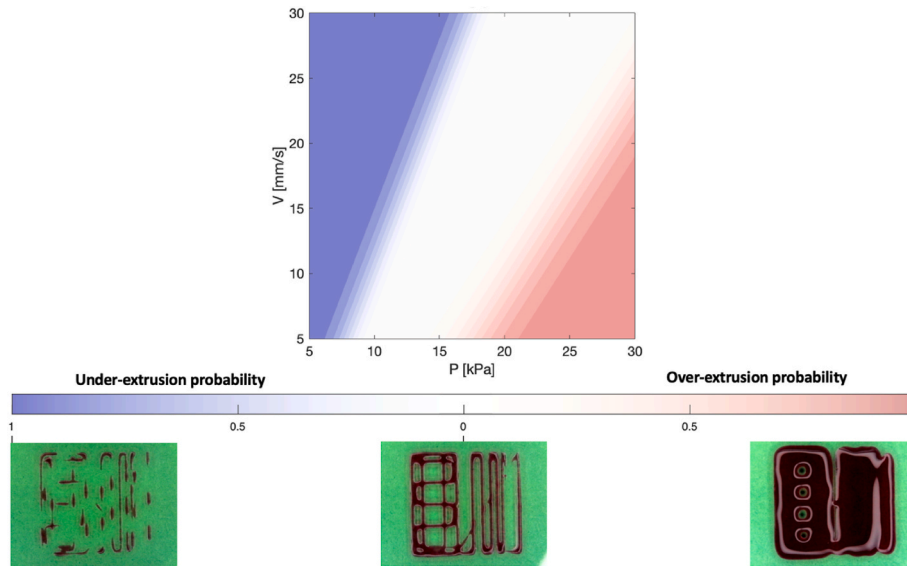 30
25
20
15
10
5
V [mm/s]
5 10 15 20 25 30
P [kPa]
Under-extrusion probability Over-extrusion probability
1 0.5 0 0.5